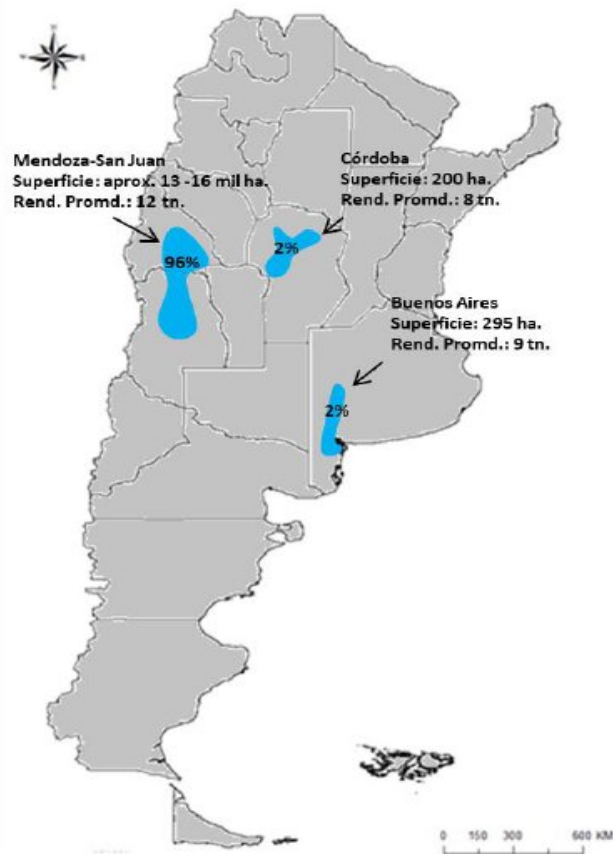 Mendoza-San Juan
Superficie: aprox. 13 -16 mil ha.
Rend. Promd.: 12 tn.
Córdoba
Superficie: 200 ha.
Rend. Promd.: 8 tn.
96%
2%
Buenos Aires
Superficie: 295 ha.
Rend. Promd.: 9 tn.
2%
0 150 300 600 KM